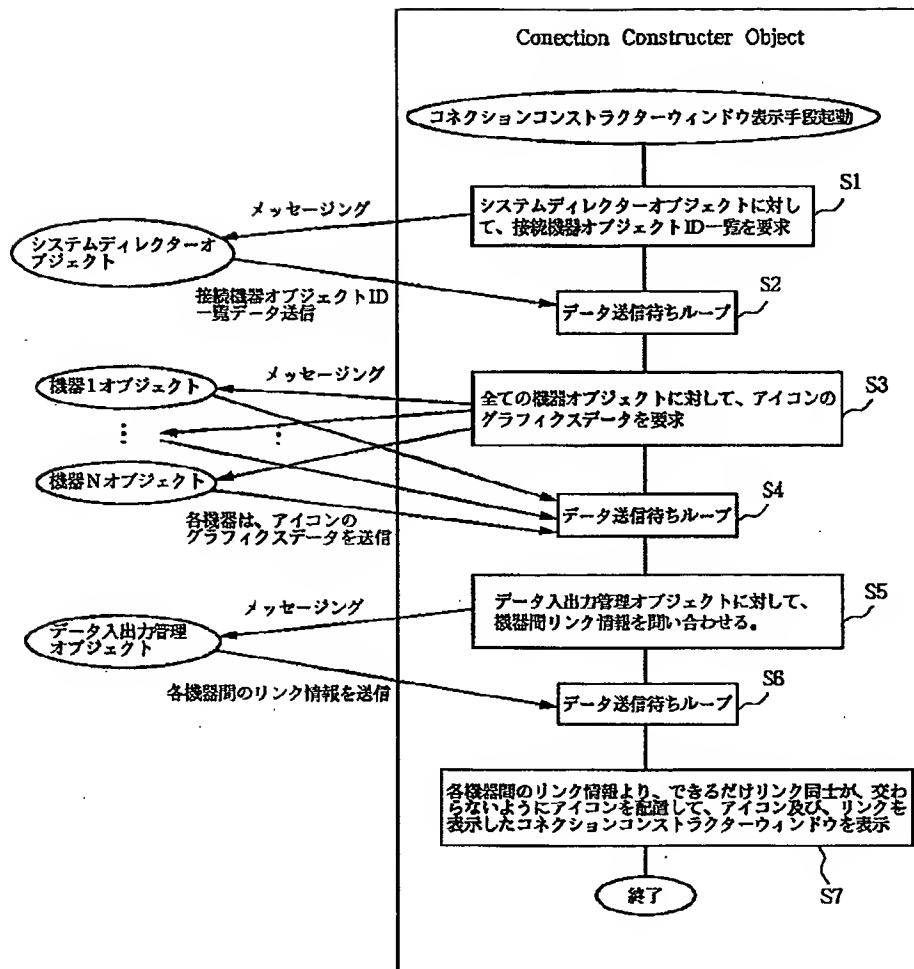 Conection Constructer Object
コネクションコンストラクターウィンドウ表示手段起動
S1
メッセージング
システムディレクターオブジェクトに対し
て、接続機器オブジェクトID一覧を要求
システムディレクターオ
ブジェクト
接続機器オブジェクトID
一覧データ送信
S2
データ送信待ちループ
メッセージング
機器1オブジェクト
S3
全ての機器オブジェクトに対して、アイコンの
グラフィクスデータを要求
機器Nオブジェクト
S4
データ送信待ちループ
各機器は、アイコンの
グラフィクスデータを送信
メッセージング
S5
データ入出力管理オブジェクトに対して、
機器間リンク情報を問い合わせる。
データ入出力管理
オブジェクト
各機器間のリンク情報を送信
S6
データ送信待ちループ
各機器間のリンク情報より、できるだけリンク同士が、交わ
らないようにアイコンを配置して、アイコン及び、リンクを
表示したコネクションコンストラクターウィンドウを表示
S7
終了